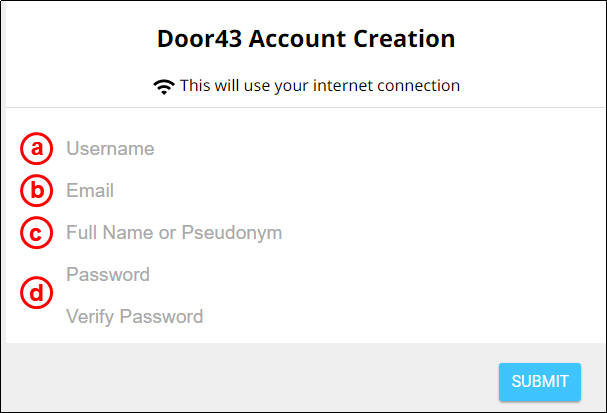 Door43 Account Creation
This will use your internet connection
a Username
b Email
c Full Name or Pseudonym
Password
d
Verify Password
SUBMIT